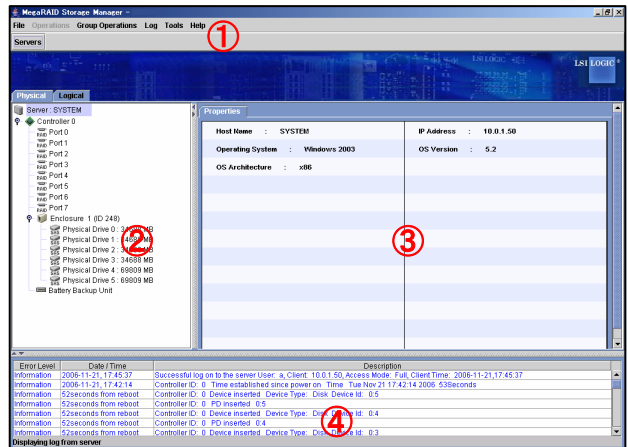 MegaRAID Storage Manager -
File Operations Group Operations Log Tools Help
①
Servers
LSI LOGIC
LSI LOGIC
Physical Logical
Server : SYSTEM
Controller 0
Port 0
Port 1
Port 2
Port 3
Port 4
Port 5
Port 6
Port 7
Enclosure 1 (ID 248)
Physical Drive 0 : MB
Physical Drive 1 : MB
Physical Drive 2 : MB
Physical Drive 3 : 34688 MB
Physical Drive 4 : 69809 MB
Physical Drive 5 : 69809 MB
Battery Backup Unit
②
Properties
Host Name : SYSTEM
IP Address : 10.0.1.50
Operating System : Windows 2003
OS Version : 5.2
OS Architecture : x86
③
Error Level Date / Time Description
Information 2006-11-21, 17:45:37 Successful log on to the server User: a, Client: 10.0.1.50, Access Mode: Full, Client Time: 2006-11-21,17:45:37
Information 2006-11-21, 17:42:14 Controller ID: 0 Time established since power on Time Tue Nov 21 17:42:14 2006 53Seconds
Information 52seconds from reboot Controller ID: 0 Device inserted Device Type: Disk Device Id: 0:5
Information 52seconds from reboot Controller ID: 0 PD inserted 0:5
Information 52seconds from reboot Controller ID: 0 Device inserted Device Type: Disk Device Id: 0:4
Information 52seconds from reboot Controller ID: 0 PD inserted 0:4
Information 52seconds from reboot Controller ID: 0 Device inserted Device Type: Disk Device Id: 0:3
④
Displaying log from server